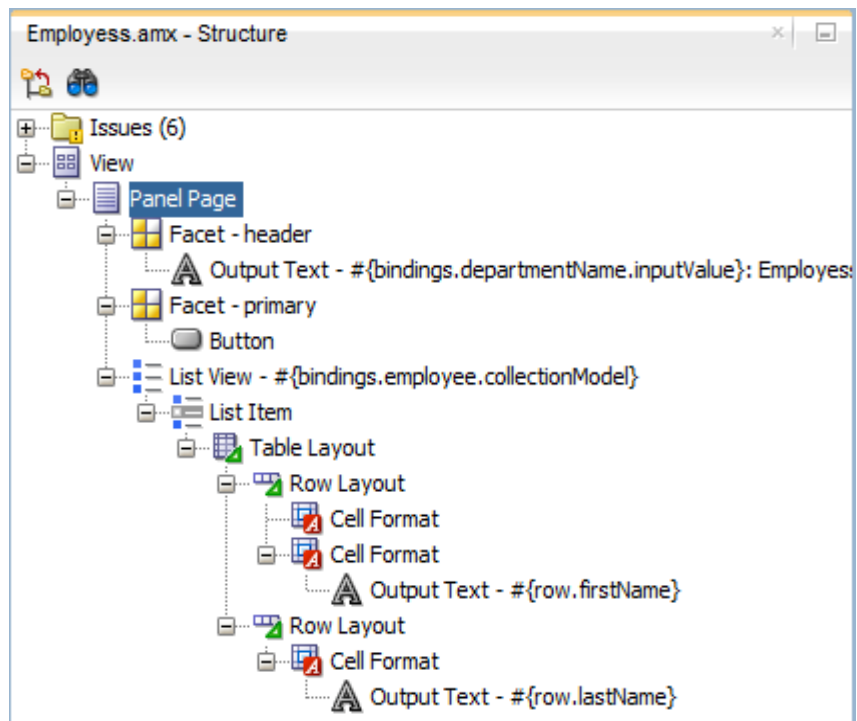 Employess.amx - Structure
Issues (6)
View
Panel Page
Facet - header
Output Text - #{bindings.departmentName.inputValue}: Employess
Facet - primary
Button
List View - #{bindings.employee.collectionModel}
List Item
Table Layout
Row Layout
Cell Format
Cell Format
Output Text - #{row.firstName}
Row Layout
Cell Format
Output Text - #{row.lastName}